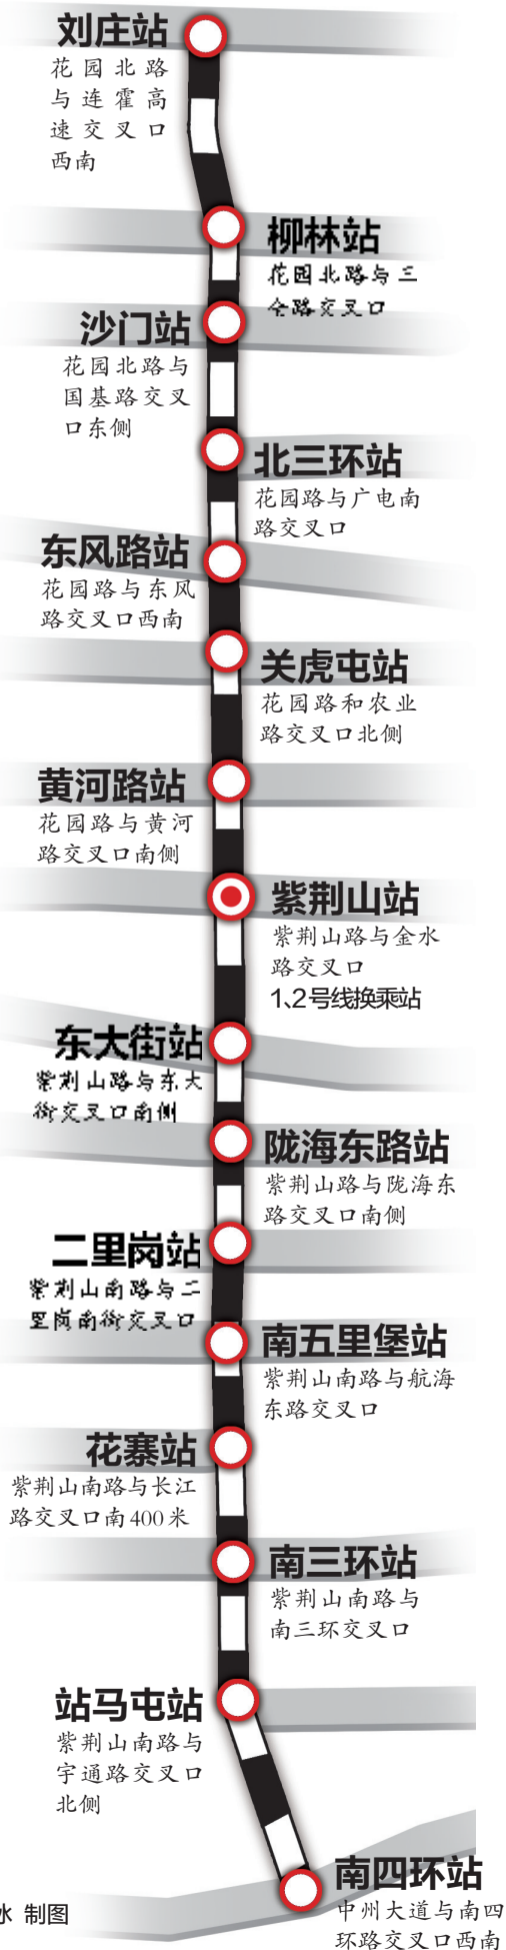 刘庄站
花园北路
与连霍高
速交叉口
西南
柳林站
花园北路与三
全路交叉口
沙门站
花园北路与
国基路交叉
口东侧
北三环站
花园路与广电南
路交叉口
东风路站
花园路与东风
路交叉口西南
关虎屯站
花园路和农业
路交叉口北侧
黄河路站
花园路与黄河
路交叉口南侧
紫荆山站
紫荆山路与金水
路交叉口
1、2号线换乘站
东大街站
紫荆山路与东大
街交叉口南侧
陇海东路站
紫荆山路与陇海东
路交叉口南侧
二里岗站
紫荆山南路与二
里岗南街交叉口
南五里堡站
紫荆山南路与航海
东路交叉口
花寨站
紫荆山南路与长江
路交叉口南400米
南三环站
紫荆山南路与
南三环交叉口
站马屯站
紫荆山南路与
宇通路交叉口
北侧
南四环站
中州大道与南四
环路交叉口西南
冰 制图